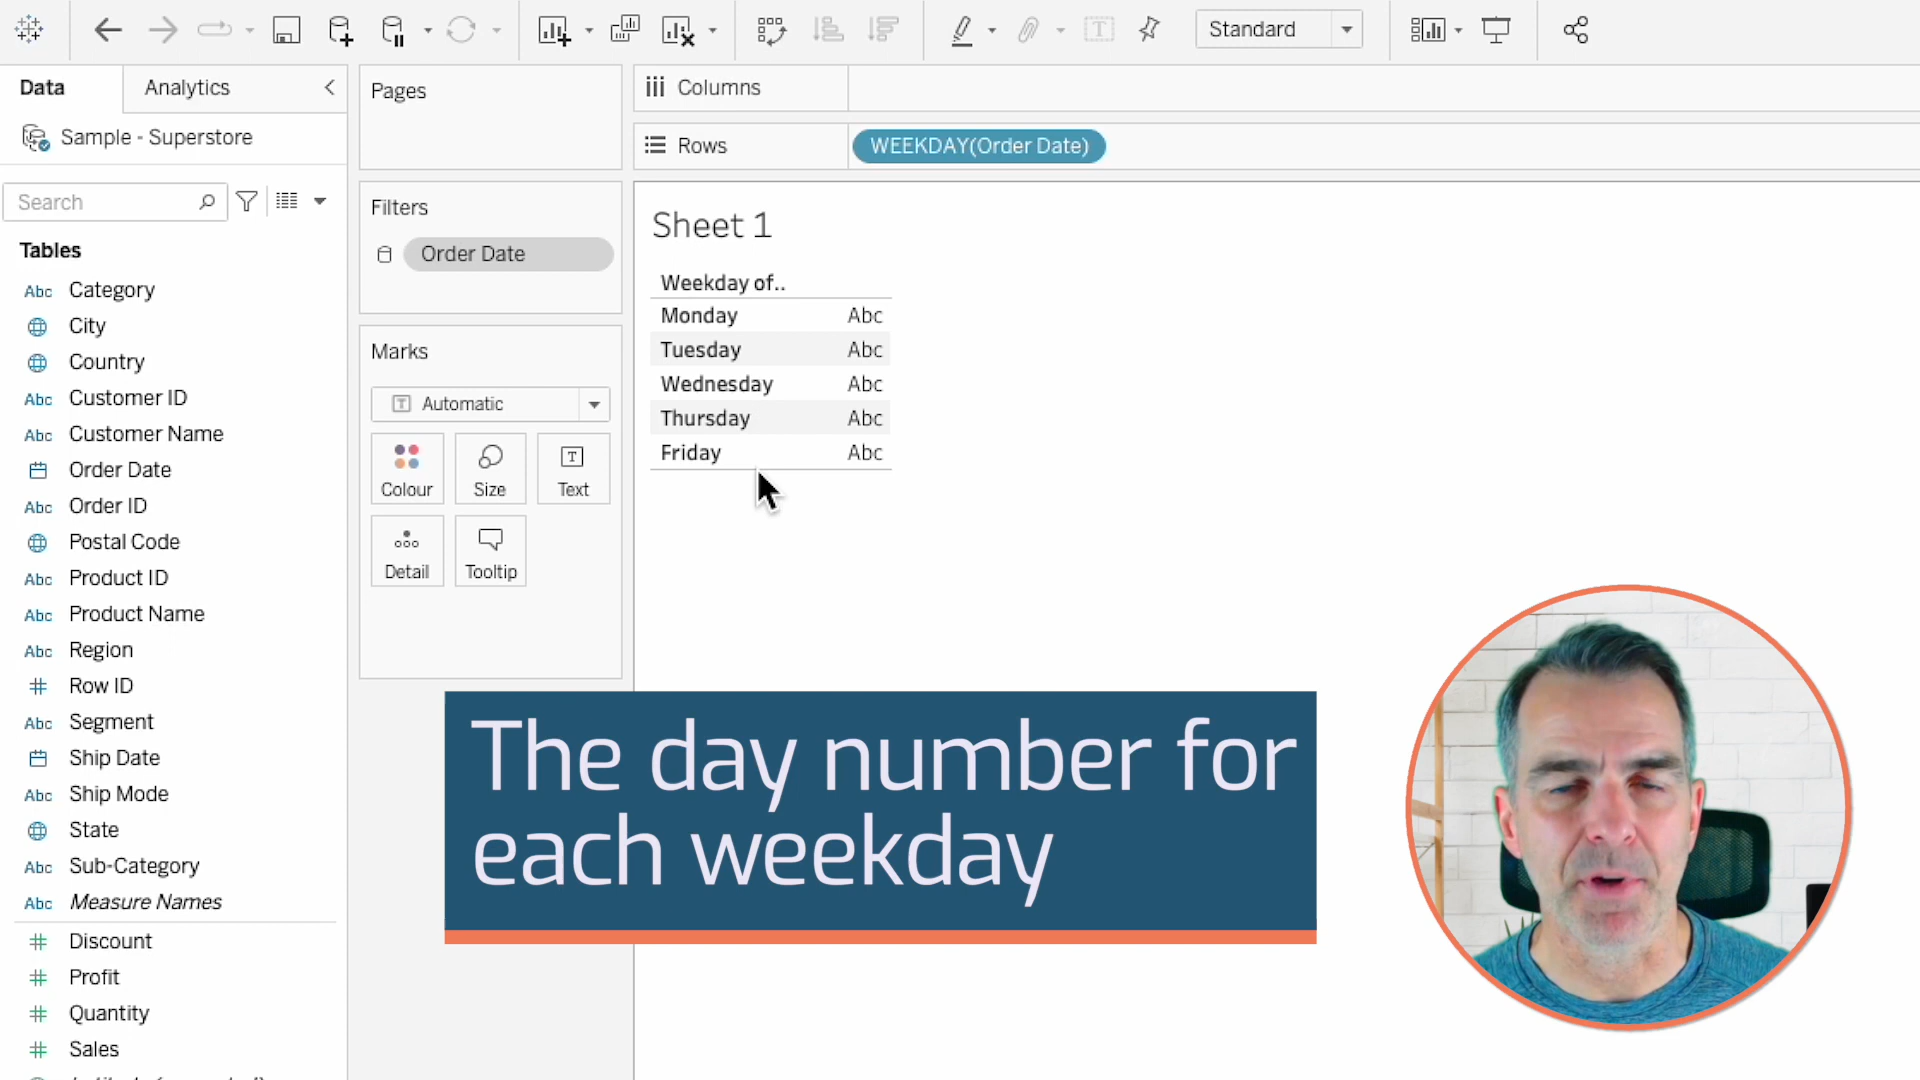 Standard
Data
Analytics
Sample - Superstore
Search
Tables
Abc Category
City
Country
Abc Customer ID
Abc Customer Name
Order Date
Abc Order ID
Postal Code
Abc Product ID
Abc Product Name
Abc Region
Row ID
Abc Segment
Ship Date
Abc Ship Mode
State
Abc Sub-Category
Abc Measure Names
Discount
Profit
Quantity
Sales
Pages
Filters
Order Date
Marks
Automatic
Colour
Size
Text
Detail
Tooltip
Columns
Rows
WEEKDAY(Order Date)
Sheet 1
Weekday of..
Monday Abc
Tuesday Abc
Wednesday Abc
Thursday Abc
Friday Abc
The day number for
each weekday